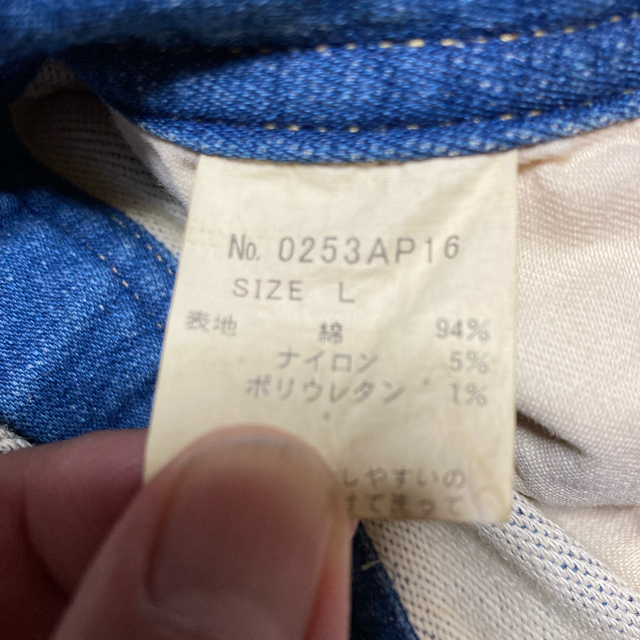 No. 0253AP16
SIZE L
表地 綿 94%
ナイロン 5%
ポリウレタン 1%
しやすいの